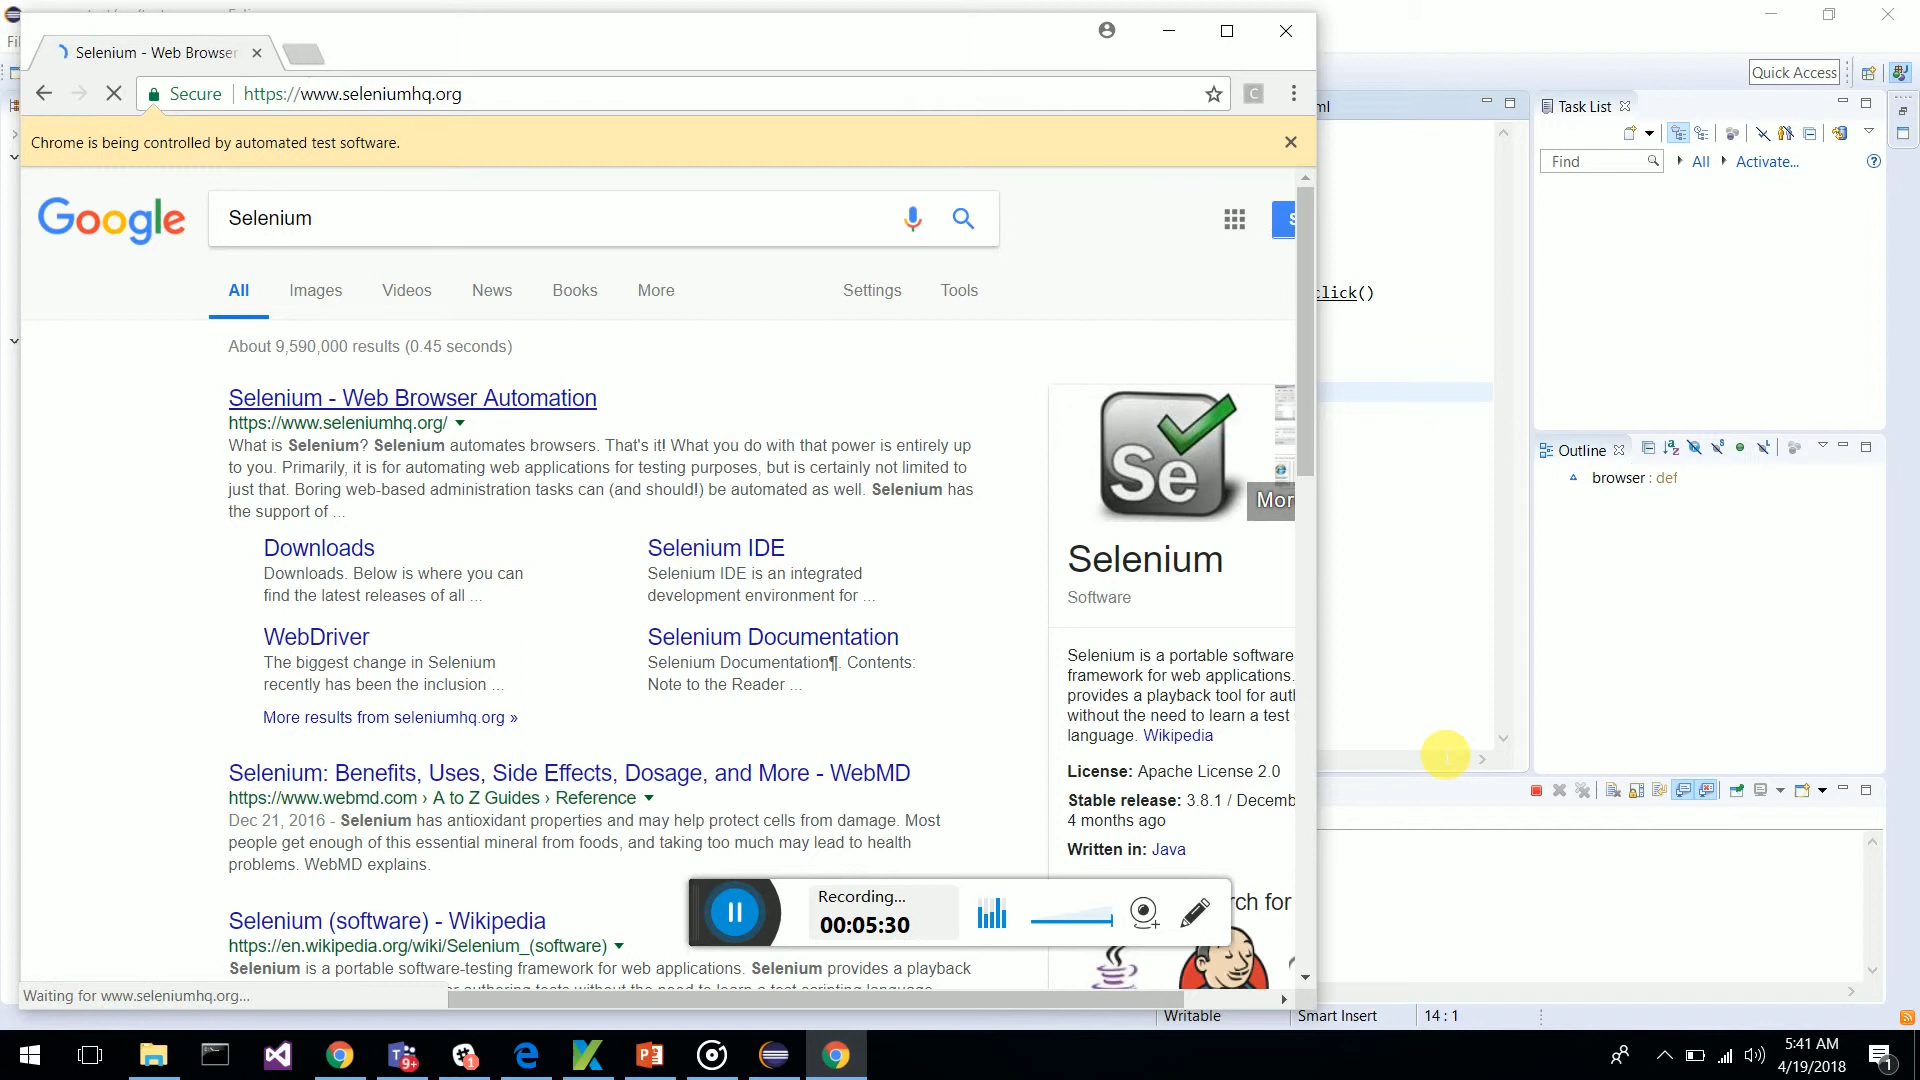 Selenium - Web Browser
Secure
https://www.seleniumhq.org
Chrome is being controlled by automated test software.
Google
Selenium
All
Images
Videos
News
Books
More
Settings
Tools
About 9,590,000 results (0.45 seconds)
Selenium - Web Browser Automation
https://www.seleniumhq.org/
What is Selenium? Selenium automates browsers. That's it! What you do with that power is entirely up
to you. Primarily, it is for automating web applications for testing purposes, but is certainly not limited to
just that. Boring web-based administration tasks can (and should!) be automated as well. Selenium has
the support of ...
Downloads
Downloads. Below is where you can
find the latest releases of all ...
Selenium IDE
Selenium IDE is an integrated
development environment for ...
WebDriver
The biggest change in Selenium
recently has been the inclusion ...
Selenium Documentation
Selenium Documentation¶. Contents:
Note to the Reader ...
More results from seleniumhq.org »
Selenium: Benefits, Uses, Side Effects, Dosage, and More - WebMD
https://www.webmd.com › A to Z Guides › Reference
Dec 21, 2016 - Selenium has antioxidant properties and may help protect cells from damage. Most
people get enough of this essential mineral from foods, and taking too much may lead to health
problems. WebMD explains.
Selenium (software) - Wikipedia
https://en.wikipedia.org/wiki/Selenium_(software)
Selenium is a portable software-testing framework for web applications. Selenium provides a playback
Waiting for www.seleniumhq.org...
Se
Mor
Selenium
Software
Selenium is a portable software-
framework for web applications.
provides a playback tool for aut
without the need to learn a test
language. Wikipedia
License: Apache License 2.0
Stable release: 3.8.1 / Decemb
4 months ago
Written in: Java
rch for
Recording...
00:05:30
Quick Access
ml
click()
Task List
Find
All
Activate...
Outline
browser : def
Writable
Smart Insert
14 : 1
9+
1
5:41 AM
4/19/2018
1